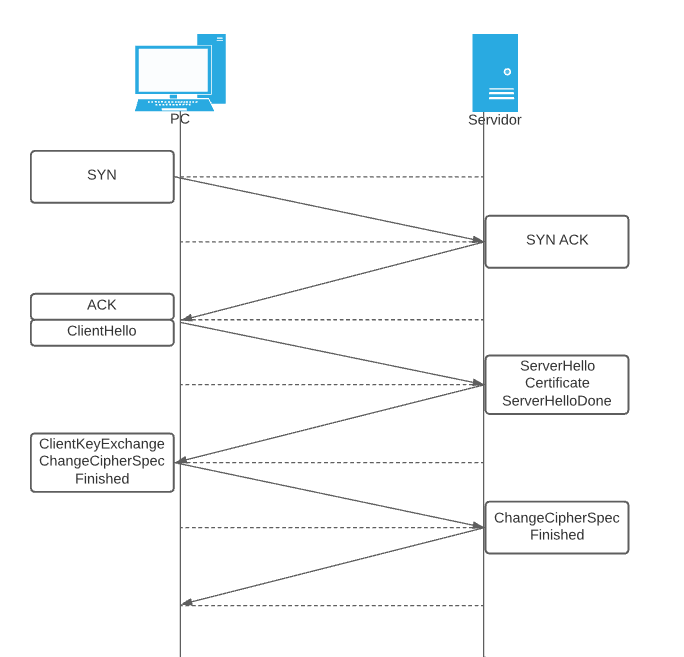 PC
Servidor
SYN
SYN ACK
ACK
ClientHello
ServerHello
Certificate
ServerHelloDone
ClientKeyExchange
ChangeCipherSpec
Finished
ChangeCipherSpec
Finished